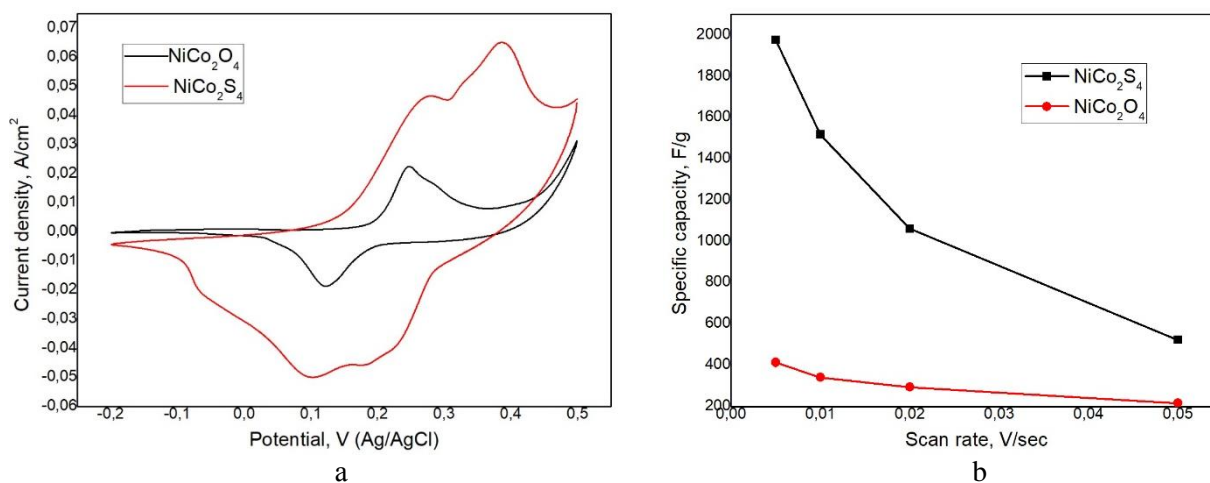 0,07
0,06
0,05
0,04
0,03
0,02
0,01
0,00
-0,01
-0,02
-0,03
-0,04
-0,05
-0,06
Current density, A/cm²
NiCo₂O₄
NiCo₂S₄
-0,2 -0,1 0,0 0,1 0,2 0,3 0,4 0,5
Potential, V (Ag/AgCl)
a
2000
1800
1600
1400
1200
1000
800
600
400
200
Specific capacity, F/g
NiCo₂S₄
NiCo₂O₄
0,00 0,01 0,02 0,03 0,04 0,05
Scan rate, V/sec
b